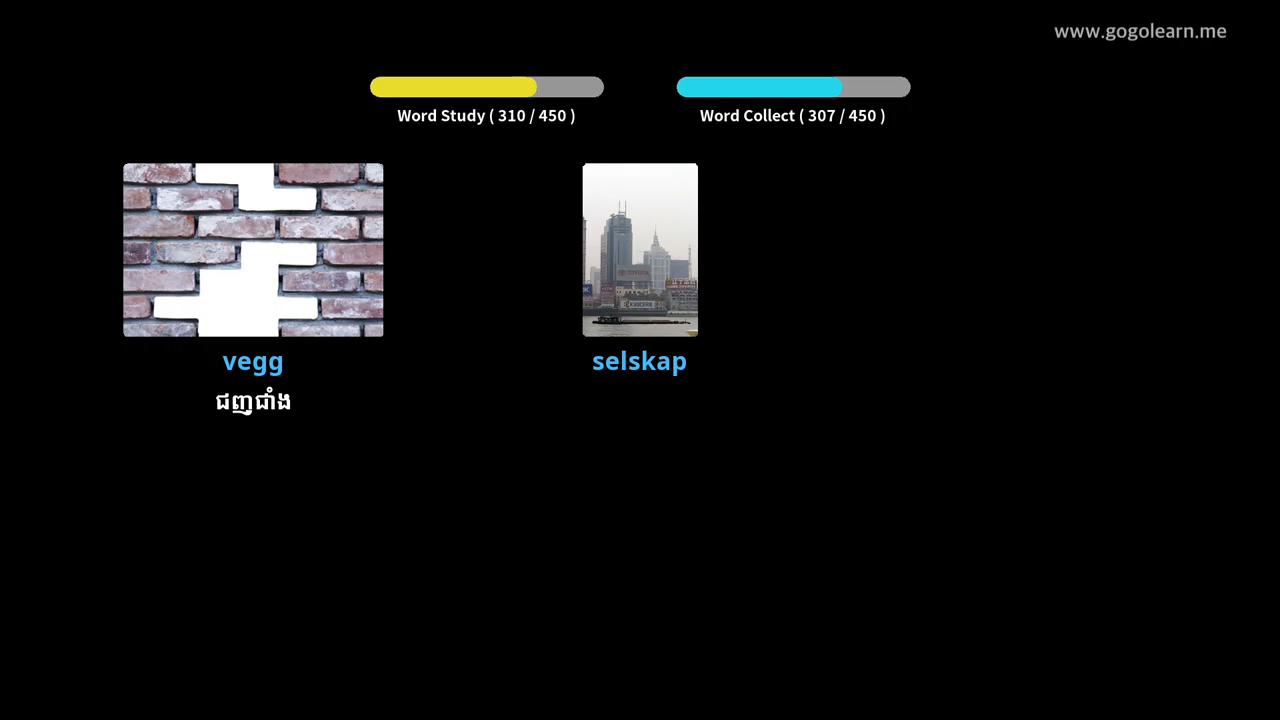 www.gogolearn.me
Word Study ( 310 / 450 )
Word Collect ( 307 / 450 )
vegg
selskap
ជញ្ជាំង